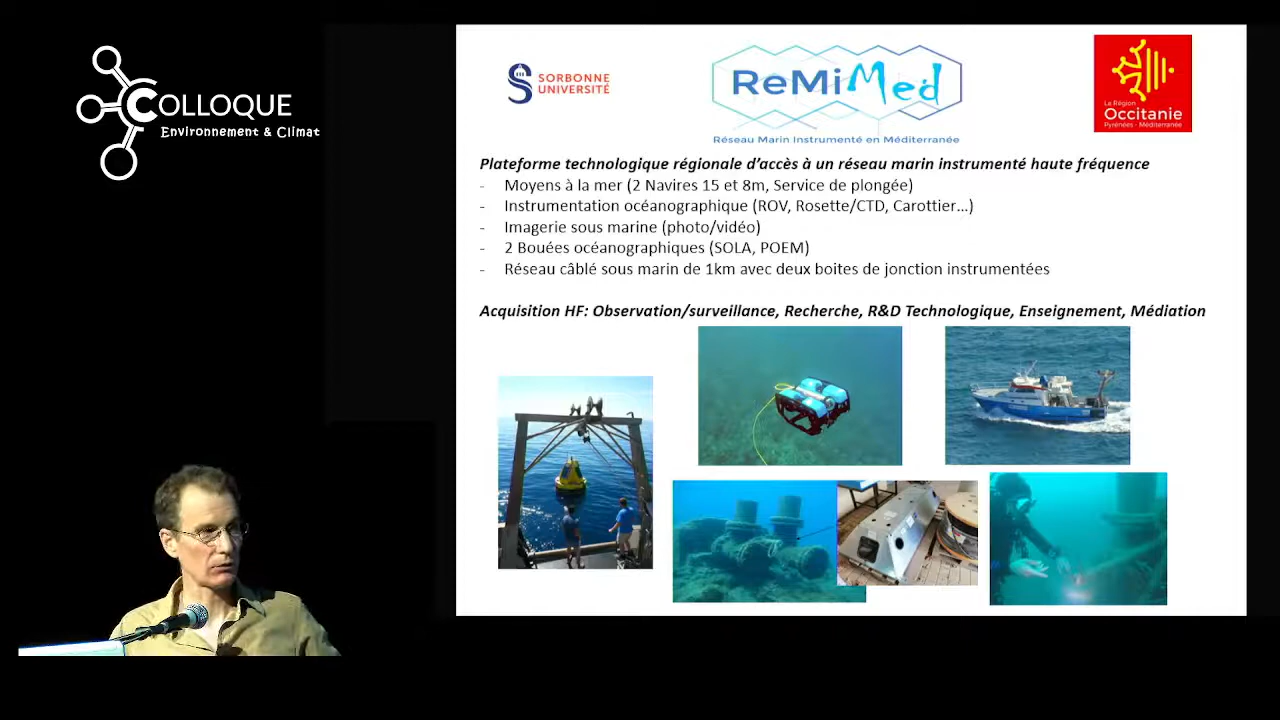 COLLOQUE
Environnement & Climat
SORBONNE
UNIVERSITÉ
ReMiMed
Réseau Marin Instrumenté en Méditerranée
La Région
Occitanie
Pyrénées - Méditerranée
Plateforme technologique régionale d’accès à un réseau marin instrumenté haute fréquence
- Moyens à la mer (2 Navires 15 et 8m, Service de plongée)
- Instrumentation océanographique (ROV, Rosette/CTD, Carottier…)
- Imagerie sous marine (photo/vidéo)
- 2 Bouées océanographiques (SOLA, POEM)
- Réseau câblé sous marin de 1km avec deux boites de jonction instrumentées
Acquisition HF: Observation/surveillance, Recherche, R&D Technologique, Enseignement, Médiation